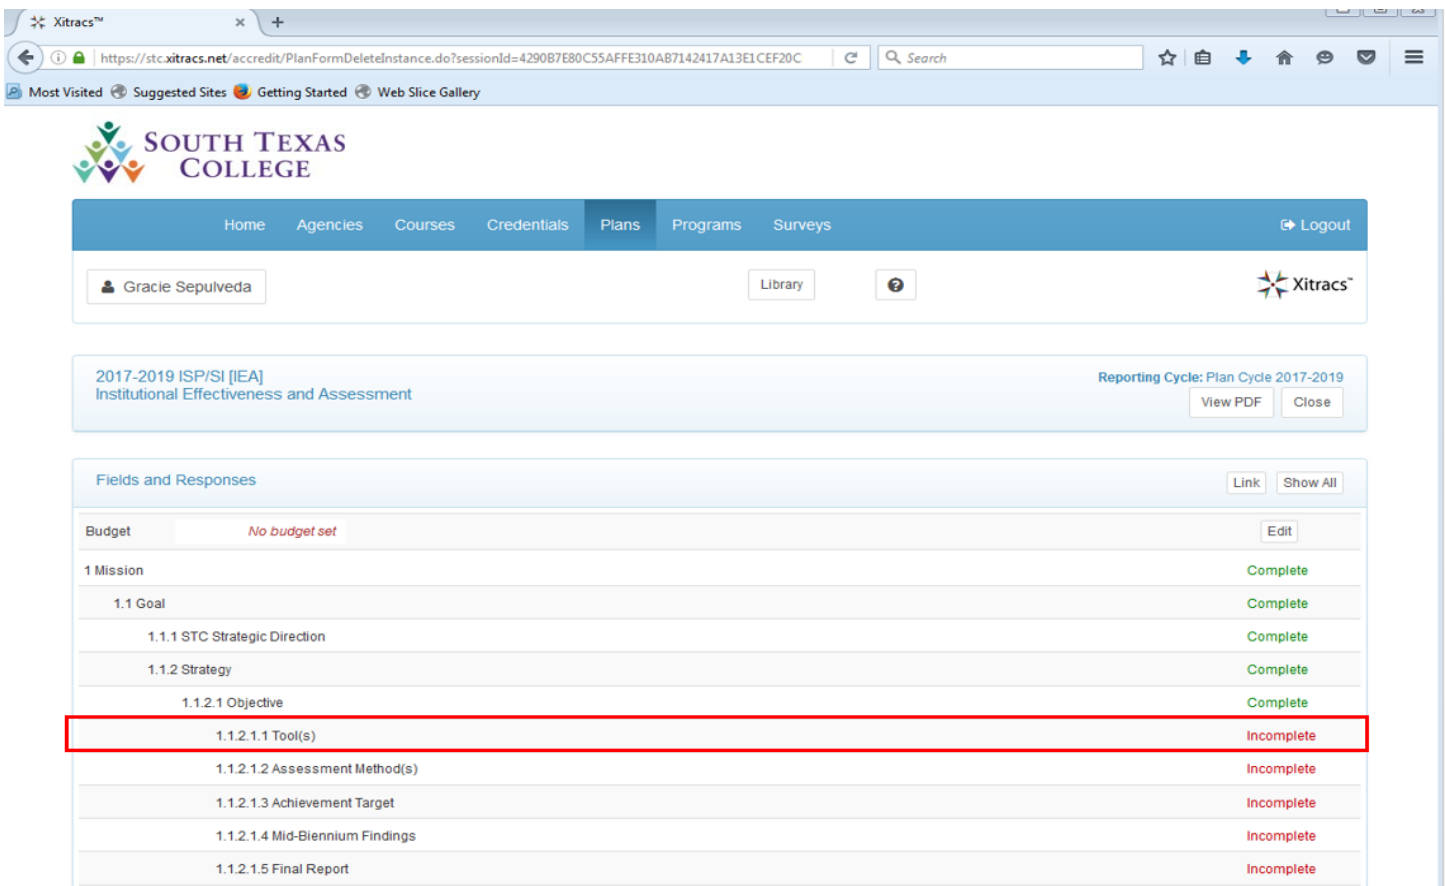 Xitracs™ × +
https://stc.xitracs.net/accredit/PlanFormDeleteInstance.do?sessionId=4290B7E80C55AFFE310AB7142417A13E1CEF20C Search
Most Visited Suggested Sites Getting Started Web Slice Gallery
SOUTH TEXAS
COLLEGE
Home Agencies Courses Credentials Plans Programs Surveys Logout
Gracie Sepulveda Library ? Xitracs™
2017-2019 ISP/SI [IEA] Reporting Cycle: Plan Cycle 2017-2019
Institutional Effectiveness and Assessment View PDF Close
Fields and Responses Link Show All
Budget No budget set Edit
1 Mission Complete
1.1 Goal Complete
1.1.1 STC Strategic Direction Complete
1.1.2 Strategy Complete
1.1.2.1 Objective Complete
1.1.2.1.1 Tool(s) Incomplete
1.1.2.1.2 Assessment Method(s) Incomplete
1.1.2.1.3 Achievement Target Incomplete
1.1.2.1.4 Mid-Biennium Findings Incomplete
1.1.2.1.5 Final Report Incomplete